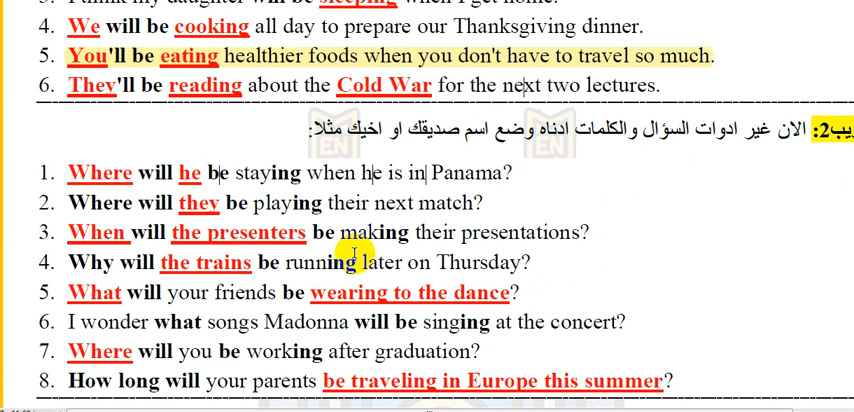 4. We will be cooking all day to prepare our Thanksgiving dinner.
5. You'll be eating healthier foods when you don't have to travel so much.
6. They'll be reading about the Cold War for the next two lectures.
الان غير ادوات السؤال والكلمات ادناه وضع اسم صديقك او اخيك مثلا:
1. Where will he be staying when he is in Panama?
2. Where will they be playing their next match?
3. When will the presenters be making their presentations?
4. Why will the trains be running later on Thursday?
5. What will your friends be wearing to the dance?
6. I wonder what songs Madonna will be singing at the concert?
7. Where will you be working after graduation?
8. How long will your parents be traveling in Europe this summer?